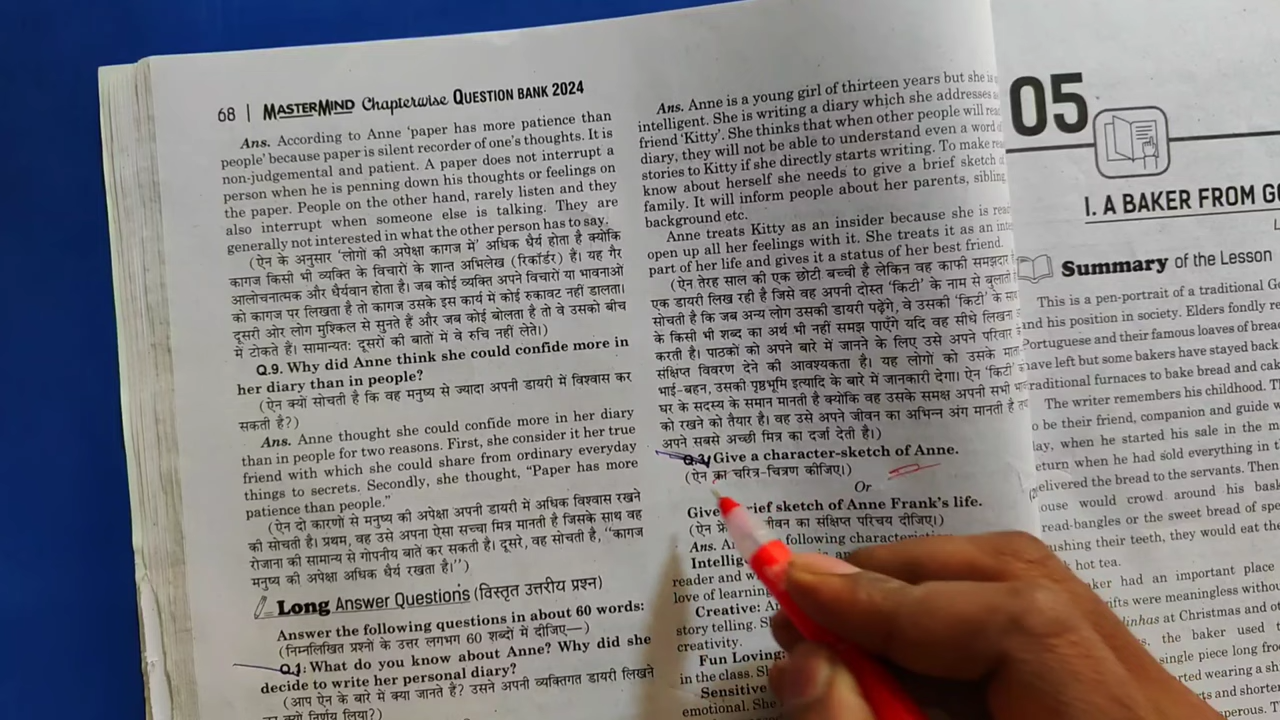 68 | MASTERMIND Chapterwise QUESTION BANK 2024
Ans. According to Anne 'paper has more patience than
people' because paper is silent recorder of one's thoughts. It is
non-judgemental and patient. A paper does not interrupt a
person when he is penning down his thoughts or feelings on
the paper. People on the other hand, rarely listen and they
also interrupt when someone else is talking. They are
generally not interested in what the other person has to say.
(ऐन के अनुसार 'लोगों की अपेक्षा कागज में' अधिक धैर्य होता है क्योंकि
कागज किसी भी व्यक्ति के विचारों के शान्त अभिलेख (रिकॉर्डर) हैं। यह गैर
आलोचनात्मक और धैर्यवान होता है। जब कोई व्यक्ति अपने विचारों या भावनाओं
को कागज पर लिखता है तो कागज उसके इस कार्य में कोई रुकावट नहीं डालता।
दूसरी ओर लोग मुश्किल से सुनते हैं और जब कोई बोलता है तो वे उसको बीच
में टोकते हैं। सामान्यतः दूसरों की बातों में वे रुचि नहीं लेते।)
Q.9. Why did Anne think she could confide more in
her diary than in people?
(ऐन क्यों सोचती है कि वह मनुष्य से ज्यादा अपनी डायरी में विश्वास कर
सकती है?)
Ans. Anne thought she could confide more in her diary
than in people for two reasons. First, she consider it her true
friend with which she could share from ordinary everyday
things to secrets. Secondly, she thought, "Paper has more
patience than people."
(ऐन दो कारणों से मनुष्य की अपेक्षा अपनी डायरी में अधिक विश्वास रखने
की सोचती है। प्रथम, वह उसे अपना ऐसा सच्चा मित्र मानती है जिसके साथ वह
रोजाना की सामान्य से गोपनीय बातें कर सकती है। दूसरे, वह सोचती है, "कागज
मनुष्य की अपेक्षा अधिक धैर्य रखता है।")
Long Answer Questions (विस्तृत उत्तरीय प्रश्न)
Answer the following questions in about 60 words:
(निम्नलिखित प्रश्नों के उत्तर लगभग 60 शब्दों में दीजिए—)
Q.1: What do you know about Anne? Why did she
decide to write her personal diary?
(आप ऐन के बारे में क्या जानते हैं? उसने अपनी व्यक्तिगत डायरी लिखने
का क्यों निर्णय लिया?)
Ans. Anne is a young girl of thirteen years but she is
intelligent. She is writing a diary which she addresses
friend 'Kitty'. She thinks that when other people will
diary, they will not be able to understand even a word
stories to Kitty if she directly starts writing. To make
know about herself she needs to give a brief sketch
family. It will inform people about her parents, sibling
background etc.
Anne treats Kitty as an insider because she is
open up all her feelings with it. She treats it as an
part of her life and gives it a status of her best friend.
(ऐन तेरह साल की एक छोटी बच्ची है लेकिन वह काफी समझदार
एक डायरी लिख रही है जिसे वह अपनी दोस्त 'किटी' के नाम से बुलाती
सोचती है कि जब अन्य लोग उसकी डायरी पढ़ेंगे, वे उसकी 'किटी' के
के किसी भी शब्द का अर्थ भी नहीं समझ पाएँगे यदि वह सीधे लिखना
करती है। पाठकों को अपने बारे में जानने के लिए उसे अपने परिवार
संक्षिप्त विवरण देने की आवश्यकता है। यह लोगों को उसके
भाई-बहन, उसकी पृष्ठभूमि इत्यादि के बारे में जानकारी देगा। ऐन 'किटी'
घर के सदस्य के समान मानती है क्योंकि वह उसके समक्ष अपनी सभी
को रखने को तैयार है। वह उसे अपने जीवन का अभिन्न अंग मानती है
अपने सबसे अच्छी मित्र का दर्जा देती है।)
Q.3. Give a character-sketch of Anne.
(ऐन का चरित्र-चित्रण कीजिए।)
Or
Give brief sketch of Anne Frank's life.
(ऐन जीवन का संक्षिप्त परिचय दीजिए।)
Ans. following
reader and
love of learning
Creative:
story telling.
creativity.
Fun Loving:
in the class.
Sensitive
emotional. She
05
I. A BAKER FROM
Summary of the Lesson
This is a pen-portrait of a traditional
and his position in society. Elders fondly
Portuguese and their famous loaves of
have left but some bakers have stayed back
traditional furnaces to bake bread and
The writer remembers his childhood.
to be their friend, companion and guide
when he started his sale in the
return when he had sold everything in
delivered the bread to the servants.
would crowd around his
or the sweet bread of
their teeth, they would eat
hot tea.
had an important place
were meaningless without
at Christmas and
the baker used
single piece long
wearing a
and